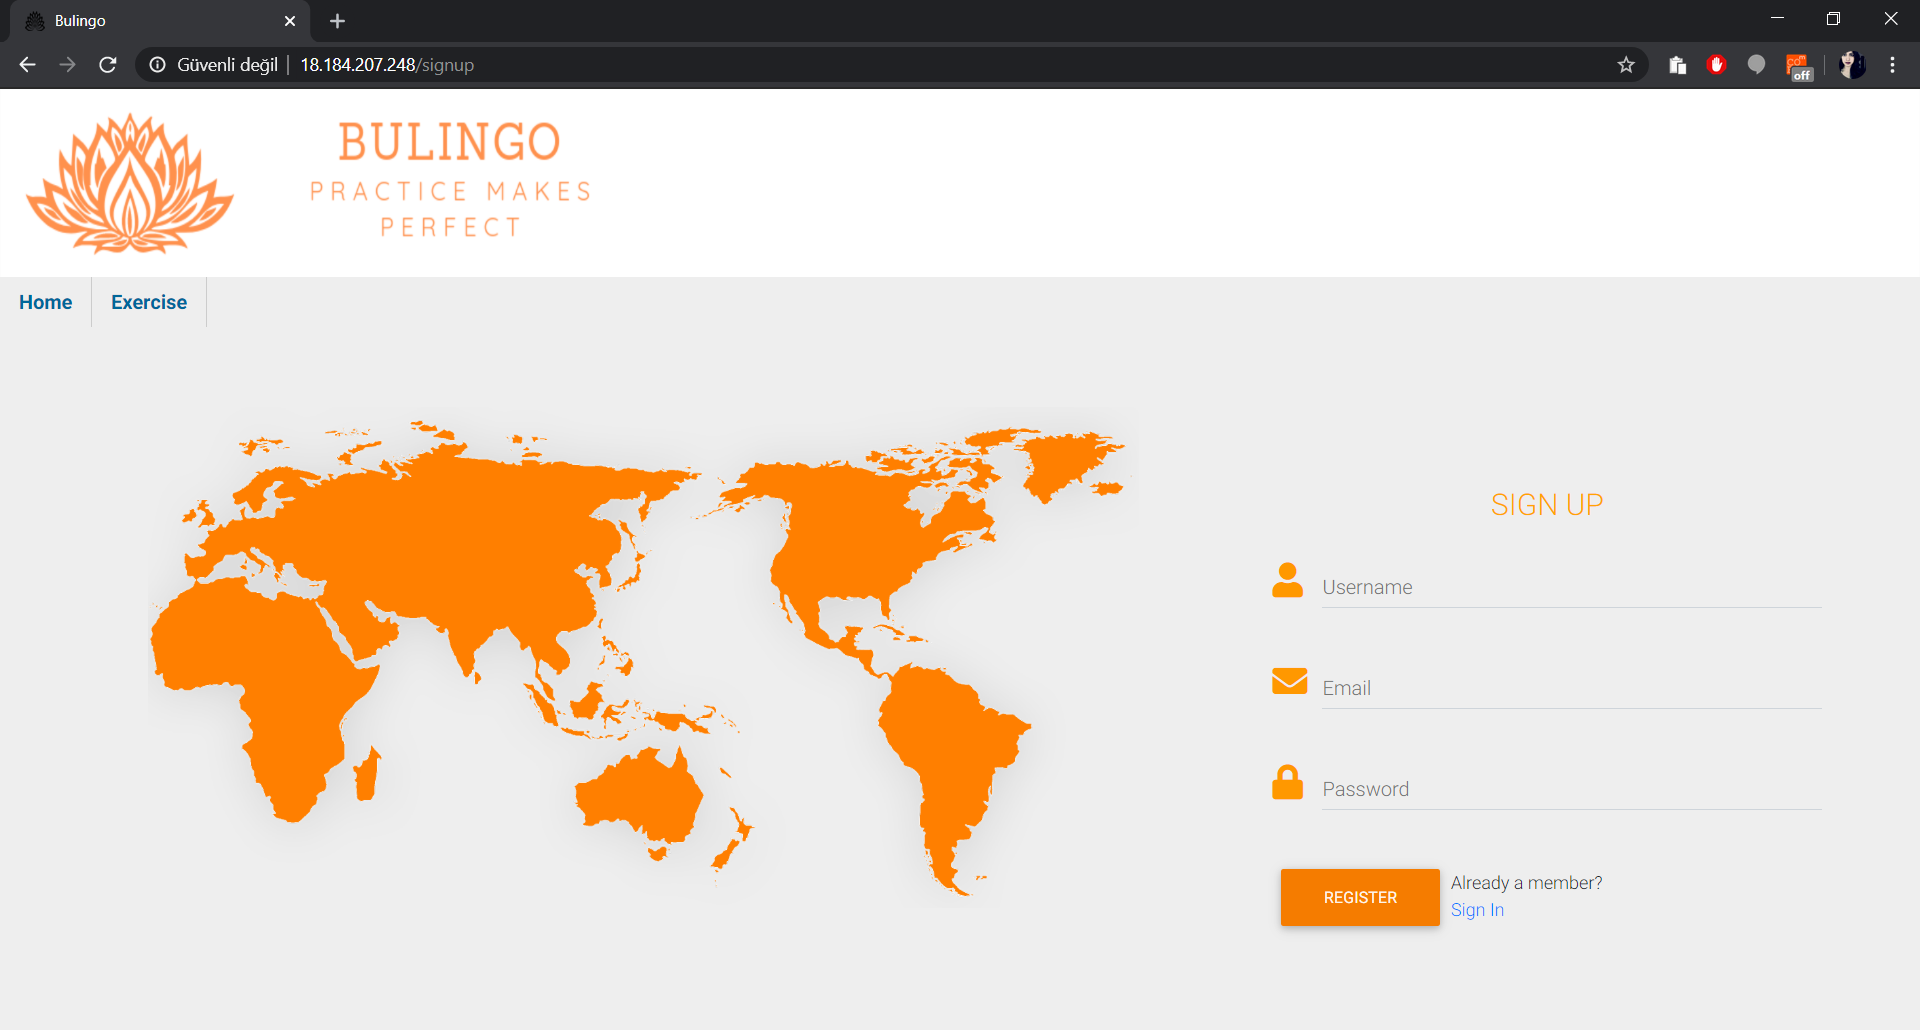 Bulingo
Güvenli değil | 18.184.207.248/signup
off
BULINGO
PRACTICE MAKES
PERFECT
Home
Exercise
SIGN UP
Username
Email
Password
REGISTER
Already a member?
Sign In